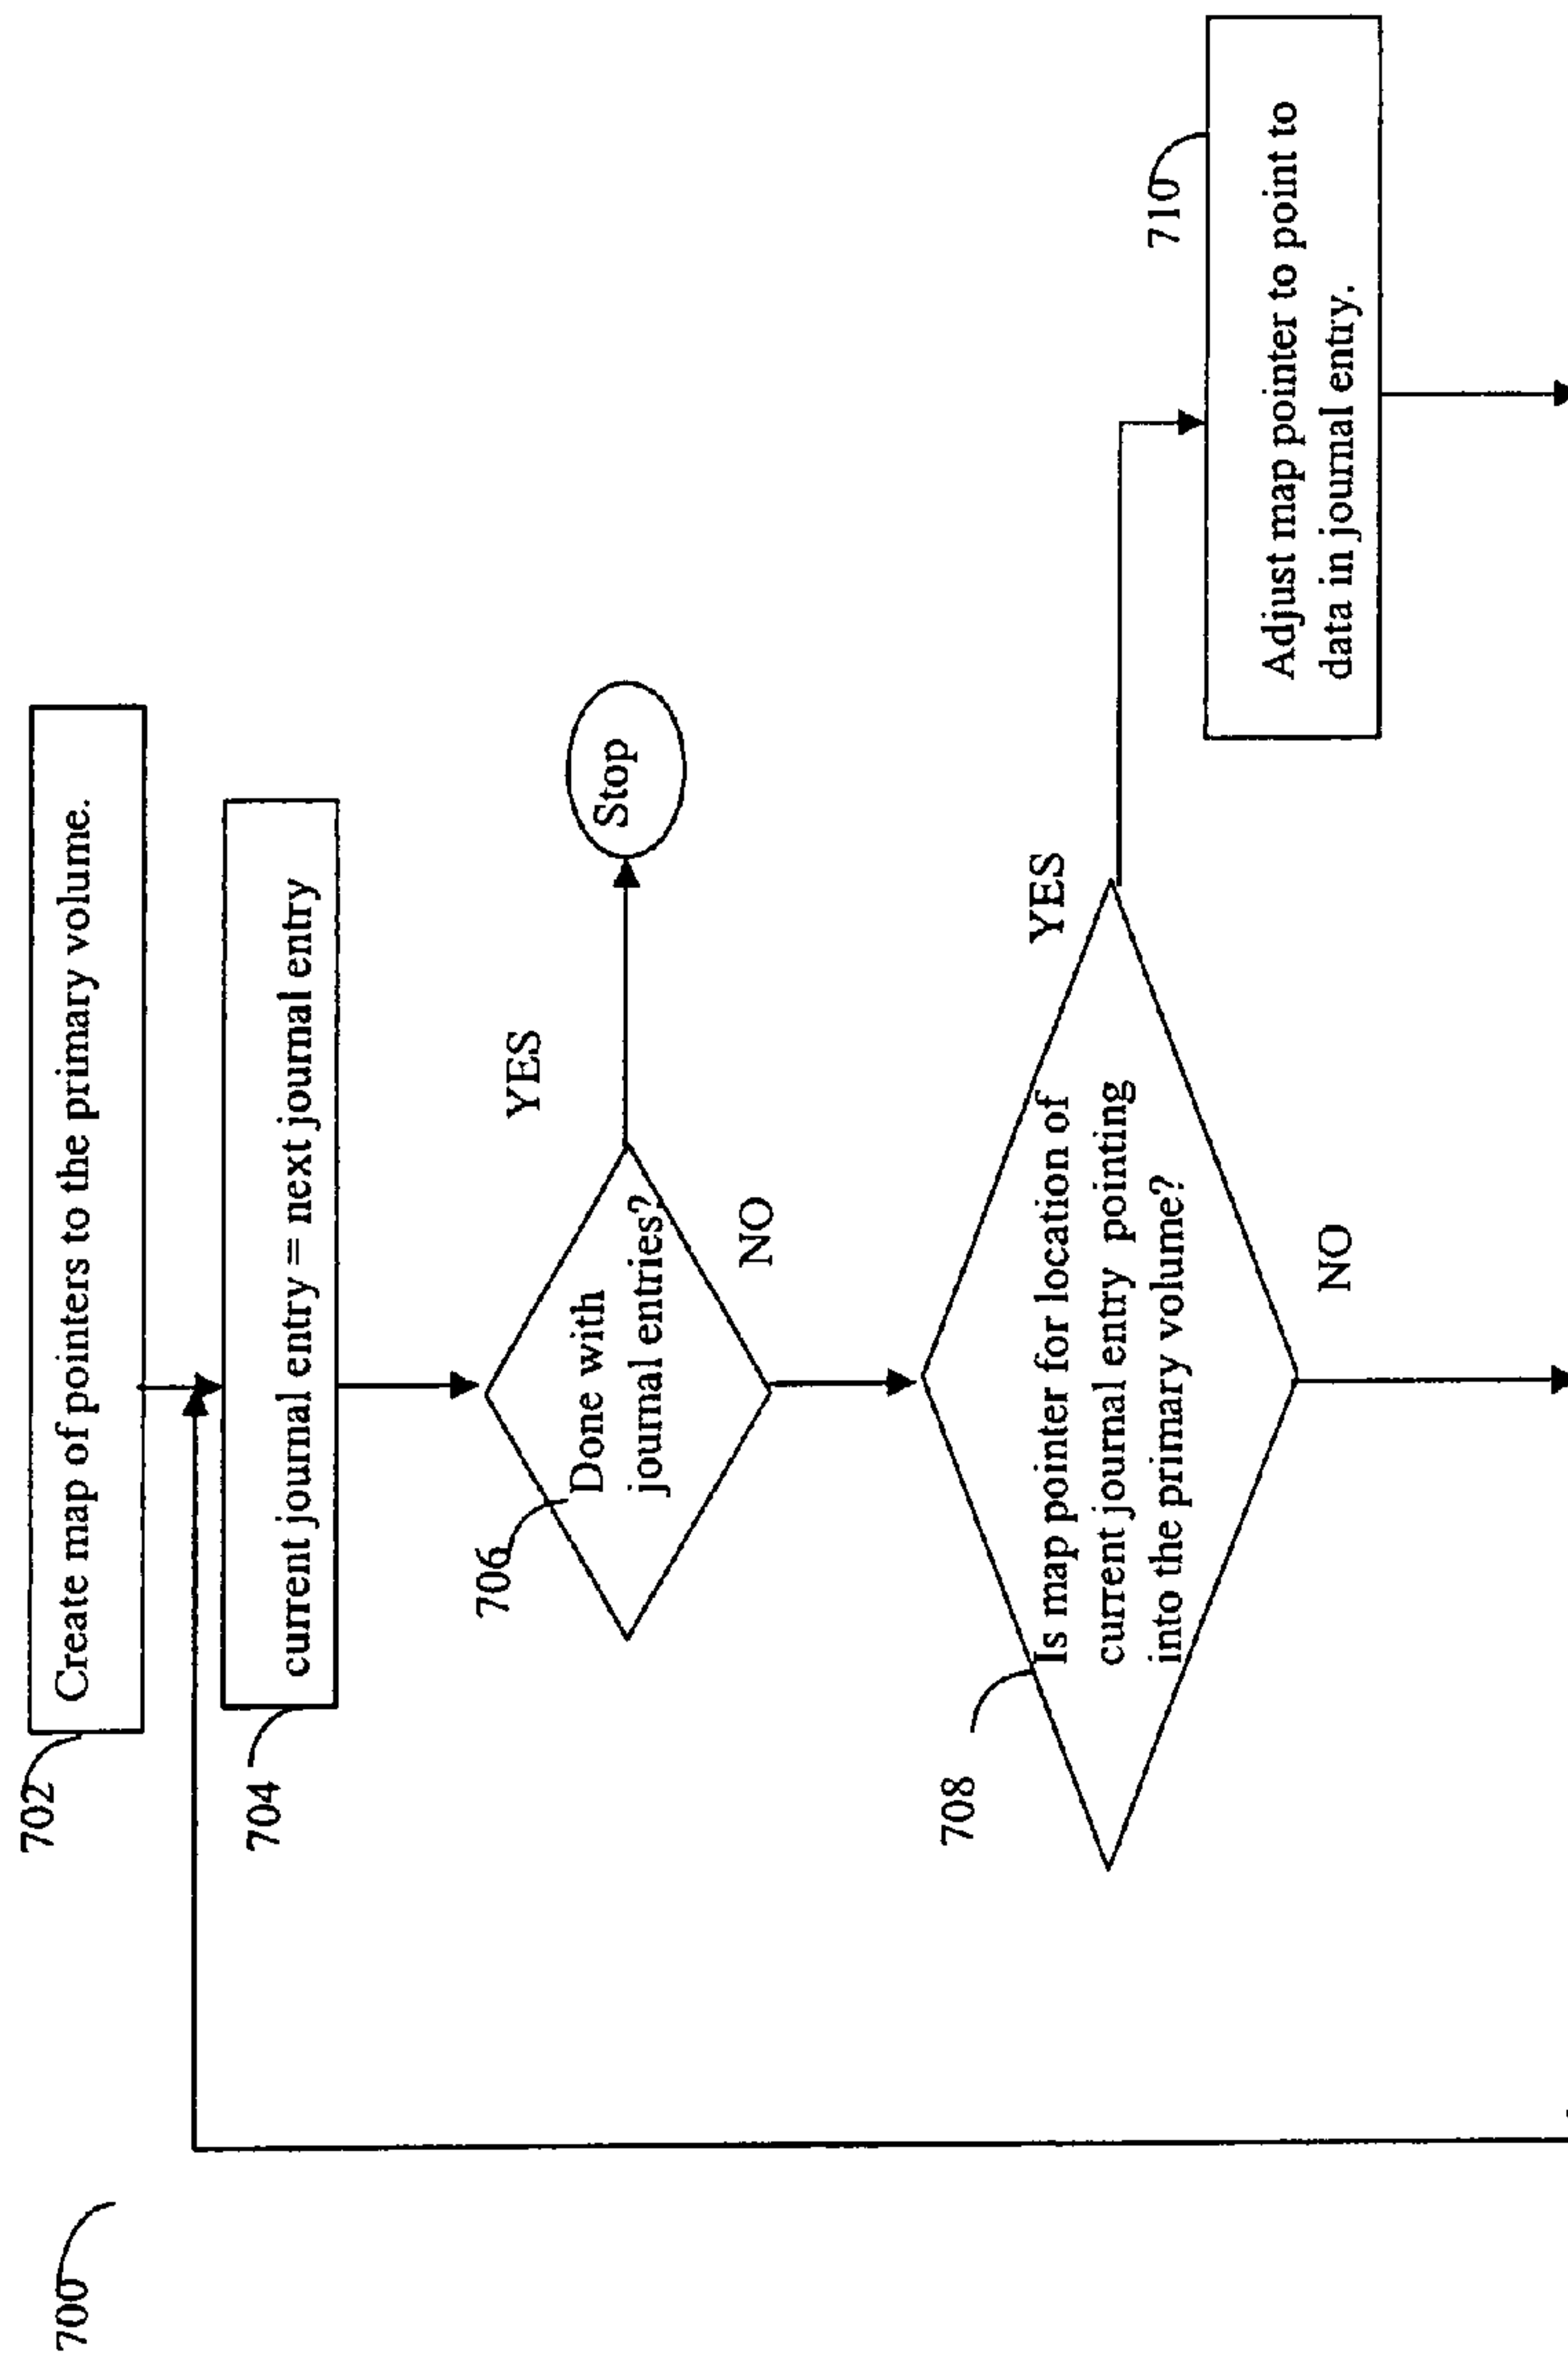 700
702
Create map of pointers to the primary volume.
704
current journal entry = next journal entry
706
Done with
journal entries?
YES
Stop
NO
708
Is map pointer for location of
current journal entry pointing
into the primary volume?
YES
710
Adjust map pointer to point to
data in journal entry.
NO